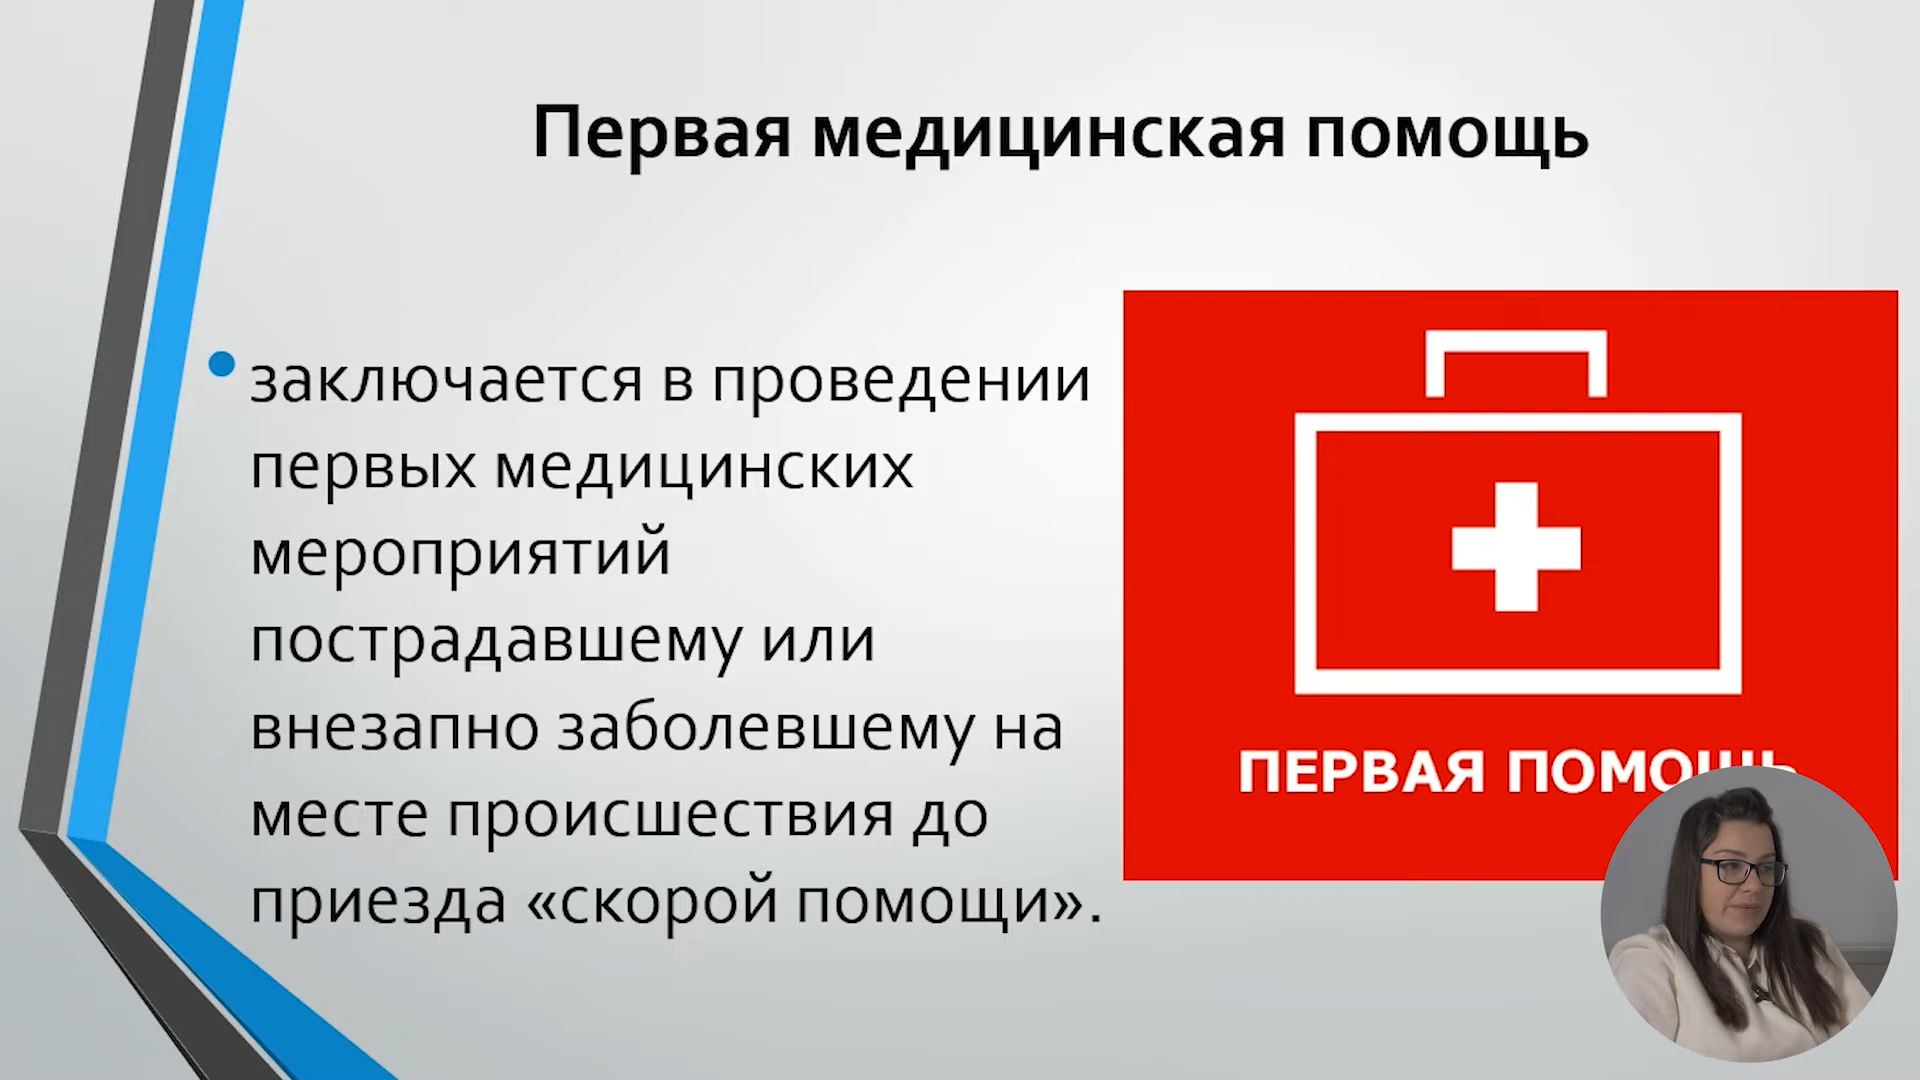 Первая медицинская помощь
заключается в проведении
первых медицинских
мероприятий
пострадавшему или
внезапно заболевшему на
месте происшествия до
приезда «скорой помощи».
ПЕРВАЯ ПОМОЩЬ